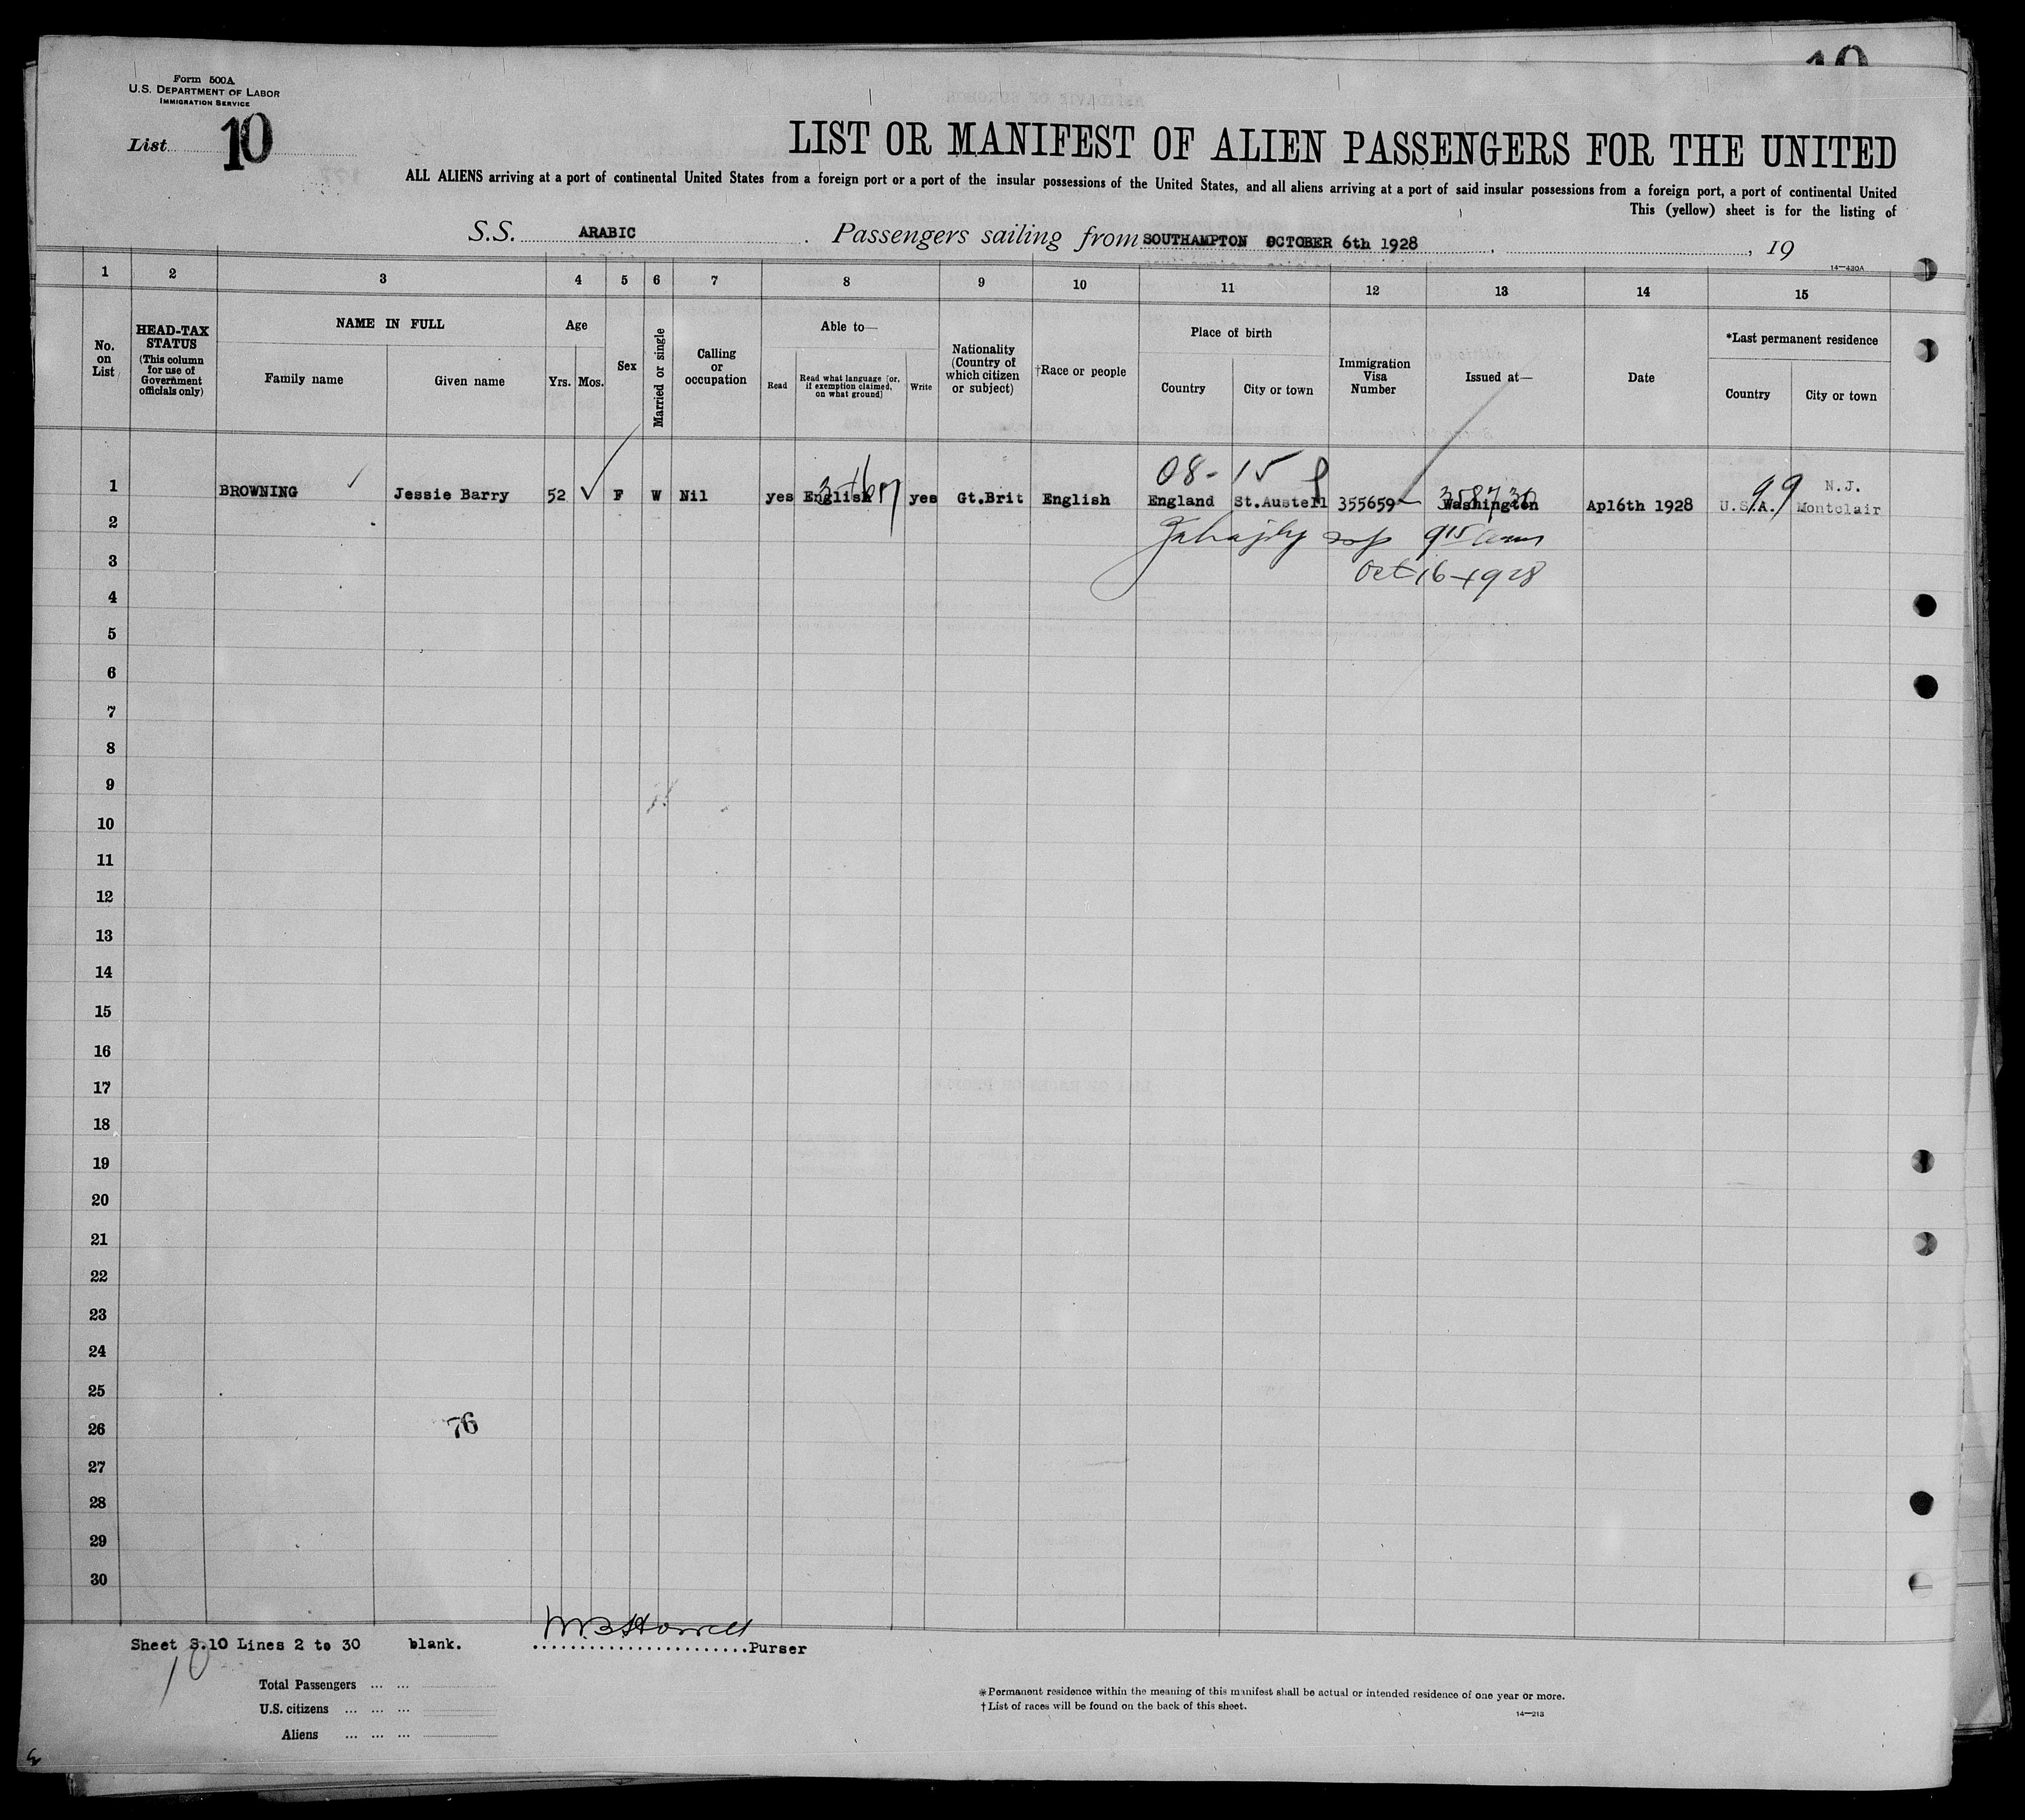 10
Form 500A
U.S. DEPARTMENT OF LABOR
IMMIGRATION SERVICE
List 10
LIST OR MANIFEST OF ALIEN PASSENGERS FOR THE UNITED
ALL ALIENS arriving at a port of continental United States from a foreign port or a port of the insular possessions of the United States, and all aliens arriving at a port of said insular possessions from a foreign port, a port of continental United
This (yellow) sheet is for the listing of
S.S. ARABIC. Passengers sailing from SOUTHAMPTON OCTOBER 6th 1928, 19
14—430A
1 2 3 4 5 6 7 8 9 10 11 12 13 14 15
No. on List
HEAD-TAX STATUS (This column for use of Government officials only)
NAME IN FULL
Family name
Given name
Age
Yrs. Mos.
Sex
Married or single
Calling or occupation
Able to—
Read
Read what language [or, if exemption claimed, on what ground]
Write
Nationality (Country of which citizen or subject)
†Race or people
Place of birth
Country
City or town
Immigration Visa Number
Issued at—
Date
*Last permanent residence
Country
City or town
08-15
1 BROWNING Jessie Barry 52 F W Nil yes English yes Gt.Brit English England St.Austell 355659 Washington Apl6th 1928 U.S.A. N.J. Montclair
99
2
9 15
3
Oct 16-1928
4
5
6
7
8
9
10
11
12
13
14
15
16
17
18
19
20
21
22
23
24
25
26
76
27
28
29
30
Sheet S.10 Lines 2 to 30 blank. Purser
10
Total Passengers ... ...
U.S. citizens ... ... ...
Aliens ... ... ...
*Permanent residence within the meaning of this manifest shall be actual or intended residence of one year or more.
†List of races will be found on the back of this sheet.
14—213